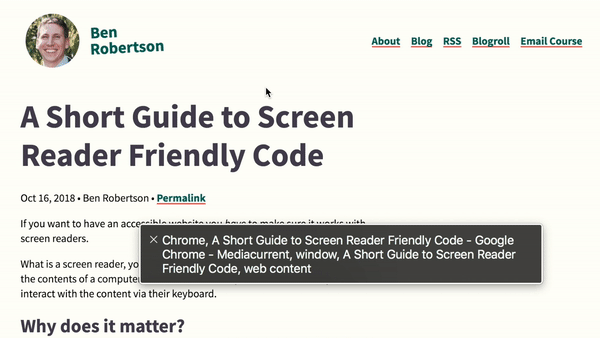 Ben
Robertson
About Blog RSS Blogroll Email Course
A Short Guide to Screen
Reader Friendly Code
Oct 16, 2018 • Ben Robertson • Permalink
If you want to have an accessible website you have to make sure it works with
screen readers.
What is a screen reader, yo
the contents of a compute
interact with the content via their keyboard.
Chrome, A Short Guide to Screen Reader Friendly Code - Google
Chrome - Mediacurrent, window, A Short Guide to Screen Reader
Friendly Code, web content
Why does it matter?